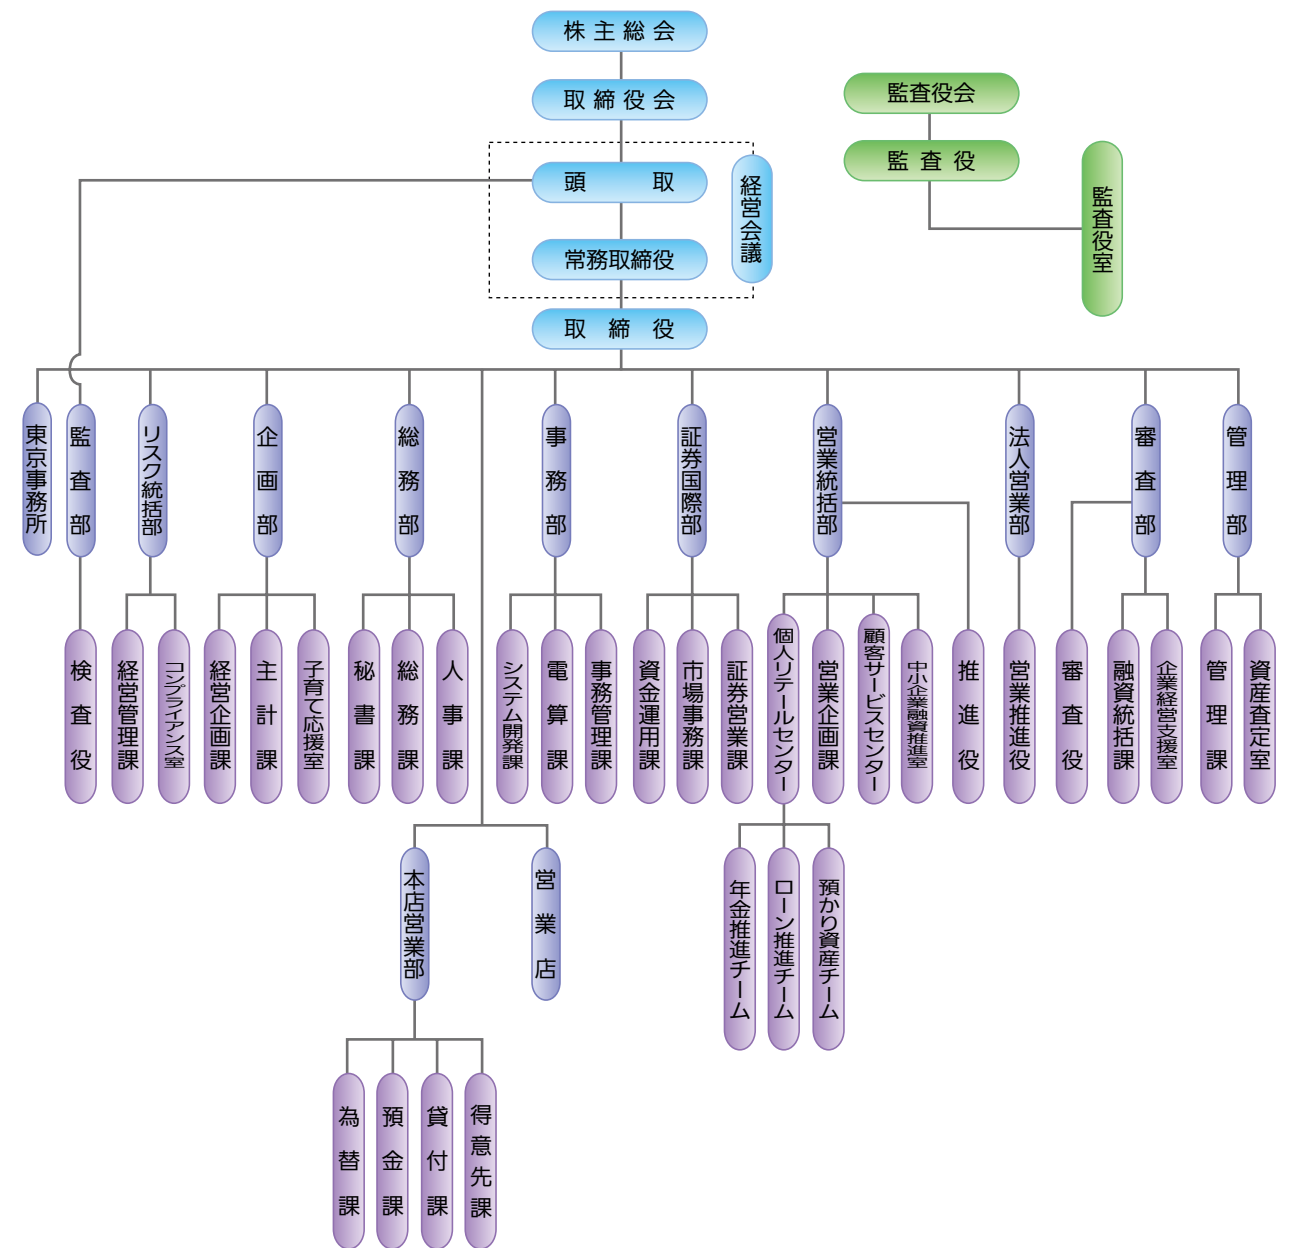 株主総会
取締役会
頭取
常務取締役
経営会議
取締役
監査役会
監査役
監査役室
東京事務所
監査部
リスク統括部
企画部
総務部
事務部
証券国際部
営業統括部
法人営業部
審査部
管理部
検査役
経営管理課
コンプライアンス室
経営企画課
主計課
子育て応援室
秘書課
総務課
人事課
システム開発課
電算課
事務管理課
資金運用課
市場事務課
証券営業課
個人リテールセンター
営業企画課
顧客サービスセンター
中小企業融資推進室
推進役
営業推進役
審査役
融資統括課
企業経営支援室
管理課
資産査定室
本店営業部
営業店
年金推進チーム
ローン推進チーム
預かり資産チーム
為替課
預金課
貸付課
得意先課